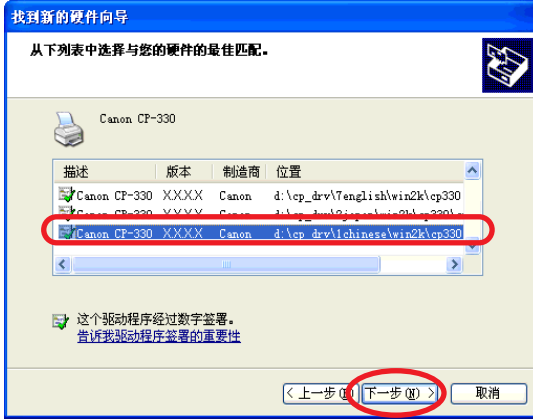 找到新的硬件向导
从下列表中选择与您的硬件的最佳匹配。
Canon CP-330
描述 版本 制造商 位置
Canon CP-330 XXXX Canon d:\cp_drv\7english\win2k\cp330
Canon CP-330 XXXX Canon d:\cp_drv\1chinese\win2k\cp330
这个驱动程序经过数字签署。
告诉我驱动程序签署的重要性
< 上一步(B) 下一步(N) > 取消